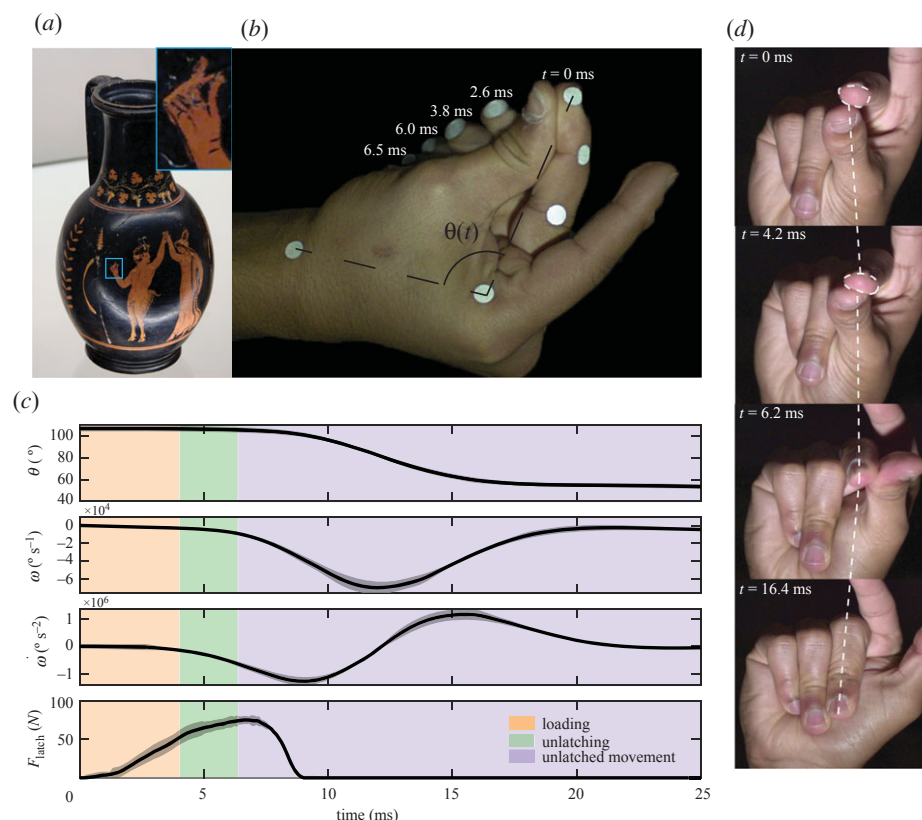 (a)
(b)
t = 0 ms
2.6 ms
3.8 ms
6.0 ms
6.5 ms
θ(t)
(d)
t = 0 ms
t = 4.2 ms
t = 6.2 ms
t = 16.4 ms
(c)
θ (°)
100
80
60
40
×10⁴
ω (° s⁻¹)
0
−2
−4
−6
×10⁶
ω̇ (° s⁻²)
1
0
−1
F_latch (N)
100
50
0
loading
unlatching
unlatched movement
5
10
15
20
25
time (ms)